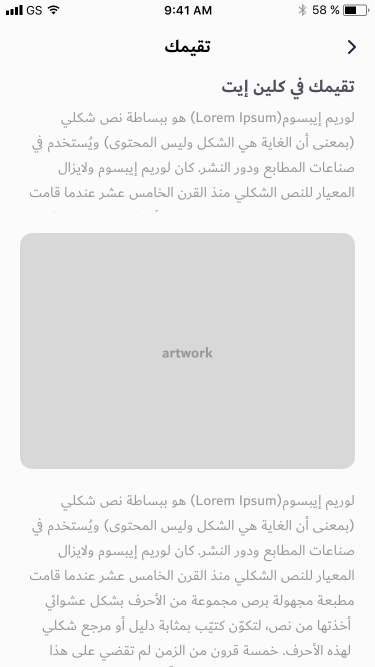 GS 9:41 AM 58 %
تقيمك
تقيمك في كلين إيت
لوريم إيبسوم(Lorem Ipsum) هو ببساطة نص شكلي
(بمعنى أن الغاية هي الشكل وليس المحتوى) ويُستخدم في
صناعات المطابع ودور النشر. كان لوريم إيبسوم ولايزال
المعيار للنص الشكلي منذ القرن الخامس عشر عندما قامت
artwork
لوريم إيبسوم(Lorem Ipsum) هو ببساطة نص شكلي
(بمعنى أن الغاية هي الشكل وليس المحتوى) ويُستخدم في
صناعات المطابع ودور النشر. كان لوريم إيبسوم ولايزال
المعيار للنص الشكلي منذ القرن الخامس عشر عندما قامت
مطبعة مجهولة برص مجموعة من الأحرف بشكل عشوائي
أخذتها من نص، لتكوّن كتيّب بمثابة دليل أو مرجع شكلي
لهذه الأحرف. خمسة قرون من الزمن لم تقضي على هذا